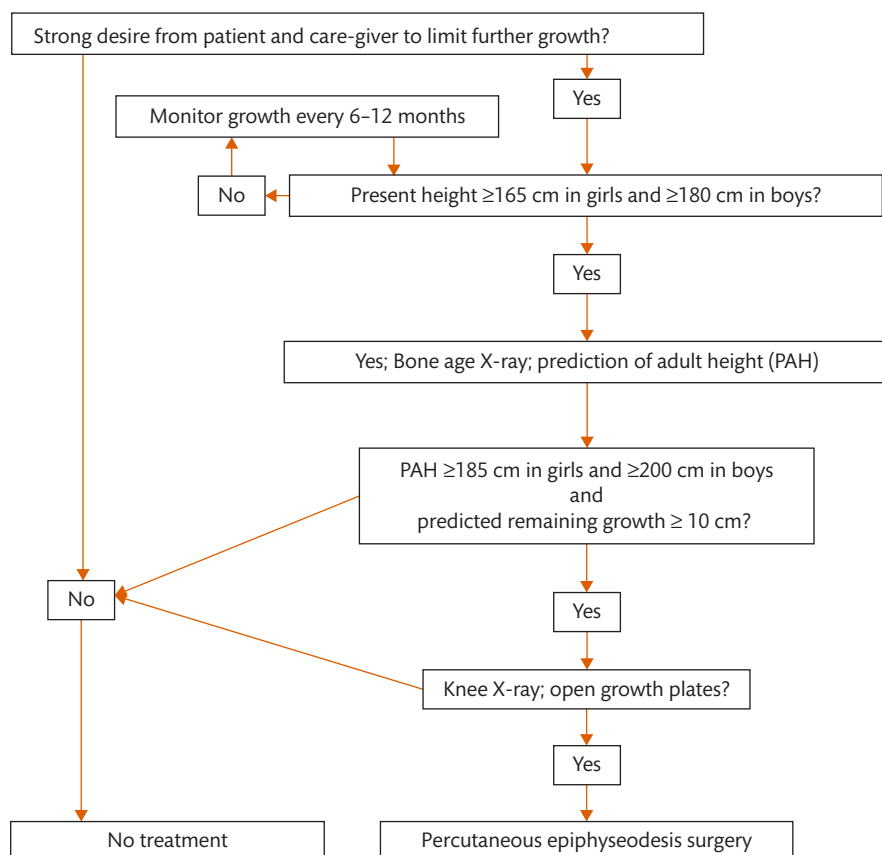 Strong desire from patient and care-giver to limit further growth?
Yes
Monitor growth every 6–12 months
No
Present height ≥165 cm in girls and ≥180 cm in boys?
Yes
Yes; Bone age X-ray; prediction of adult height (PAH)
PAH ≥185 cm in girls and ≥200 cm in boys
and
predicted remaining growth ≥ 10 cm?
No
Yes
Knee X-ray; open growth plates?
Yes
No treatment
Percutaneous epiphyseodesis surgery